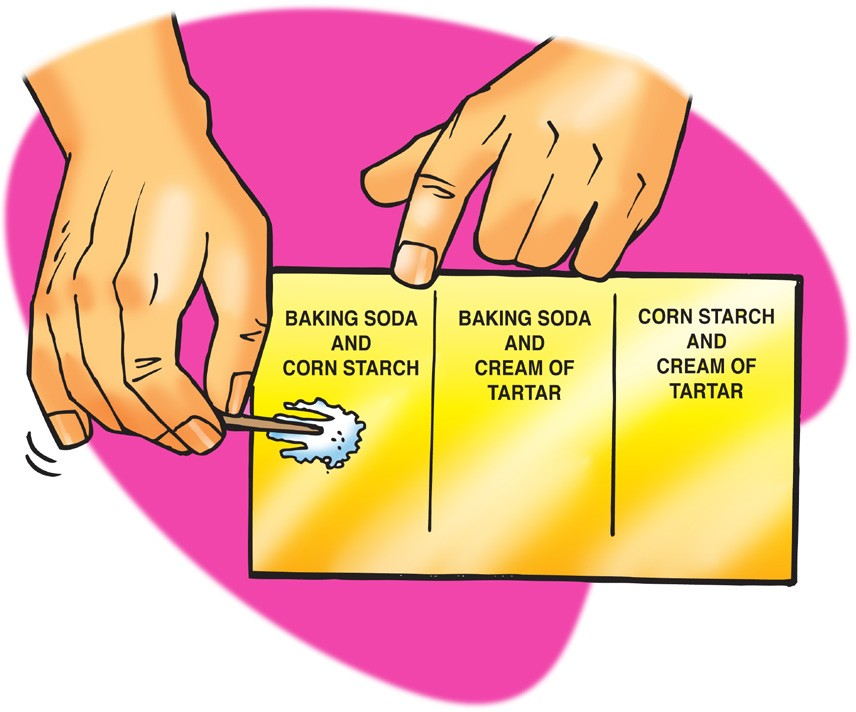 BAKING SODA
AND
CORN STARCH
BAKING SODA
AND
CREAM OF
TARTAR
CORN STARCH
AND
CREAM OF
TARTAR